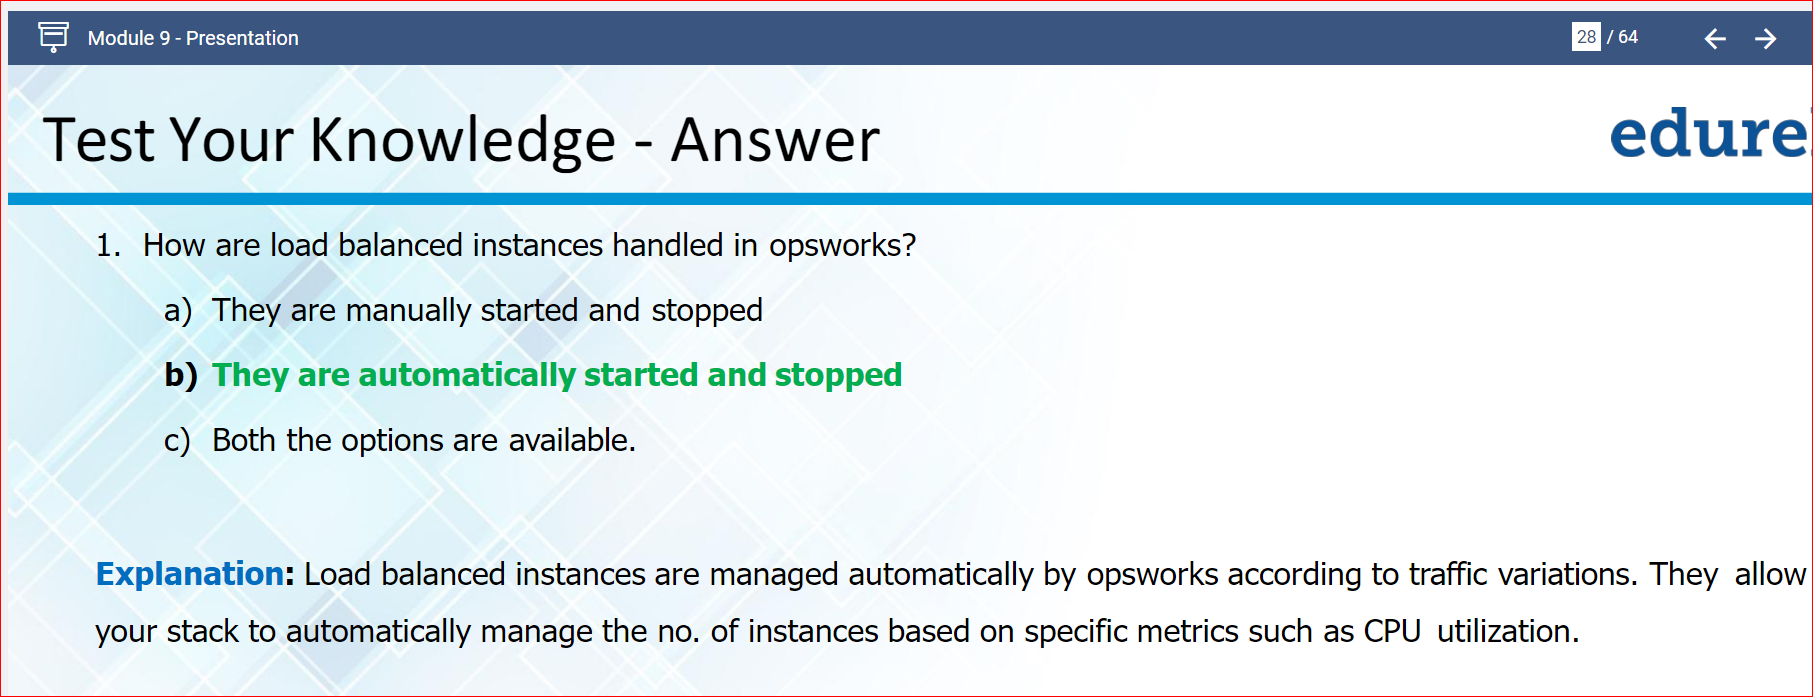 Module 9 - Presentation
28 / 64
Test Your Knowledge - Answer
edure
1. How are load balanced instances handled in opsworks?
a) They are manually started and stopped
b) They are automatically started and stopped
c) Both the options are available.
Explanation: Load balanced instances are managed automatically by opsworks according to traffic variations. They allow
your stack to automatically manage the no. of instances based on specific metrics such as CPU utilization.